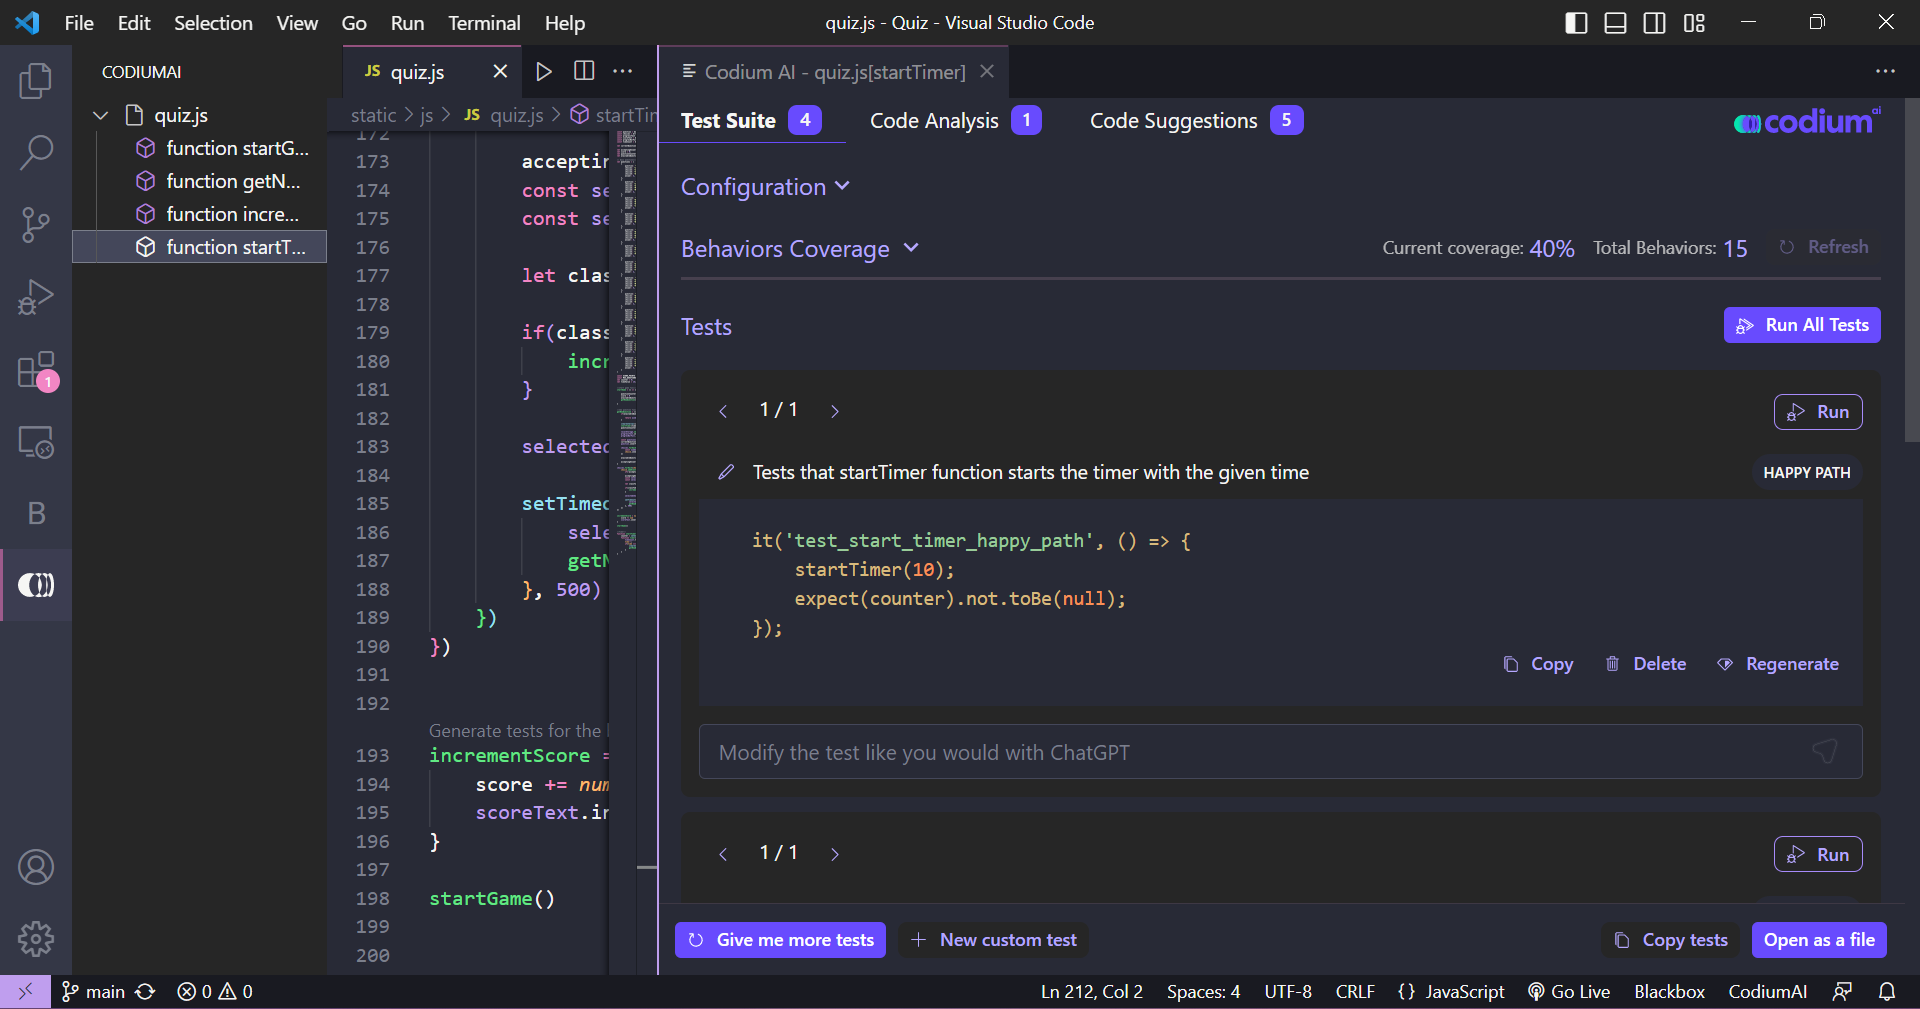 File Edit Selection View Go Run Terminal Help
quiz.js - Quiz - Visual Studio Code
CODIUMAI
quiz.js
function startG...
function getN...
function incre...
function startT...
1
B
JS quiz.js
static > js > JS quiz.js > startTim
172
173 acceptin
174 const se
175 const se
176
177 let clas
178
179 if(class
180 incr
181 }
182
183 selected
184
185 setTimeo
186 sele
187 getN
188 }, 500)
189 })
190 })
191
192
Generate tests for the
193 incrementScore =
194 score += num
195 scoreText.in
196 }
197
198 startGame()
199
200
Codium AI - quiz.js[startTimer]
Test Suite 4 Code Analysis 1 Code Suggestions 5
codium ai
Configuration
Behaviors Coverage
Current coverage: 40% Total Behaviors: 15 Refresh
Tests
Run All Tests
< 1 / 1 >
Run
Tests that startTimer function starts the timer with the given time
HAPPY PATH
it('test_start_timer_happy_path', () => {
startTimer(10);
expect(counter).not.toBe(null);
});
Copy Delete Regenerate
Modify the test like you would with ChatGPT
< 1 / 1 >
Run
Give me more tests + New custom test
Copy tests Open as a file
main 0 0
Ln 212, Col 2 Spaces: 4 UTF-8 CRLF {} JavaScript Go Live Blackbox CodiumAI